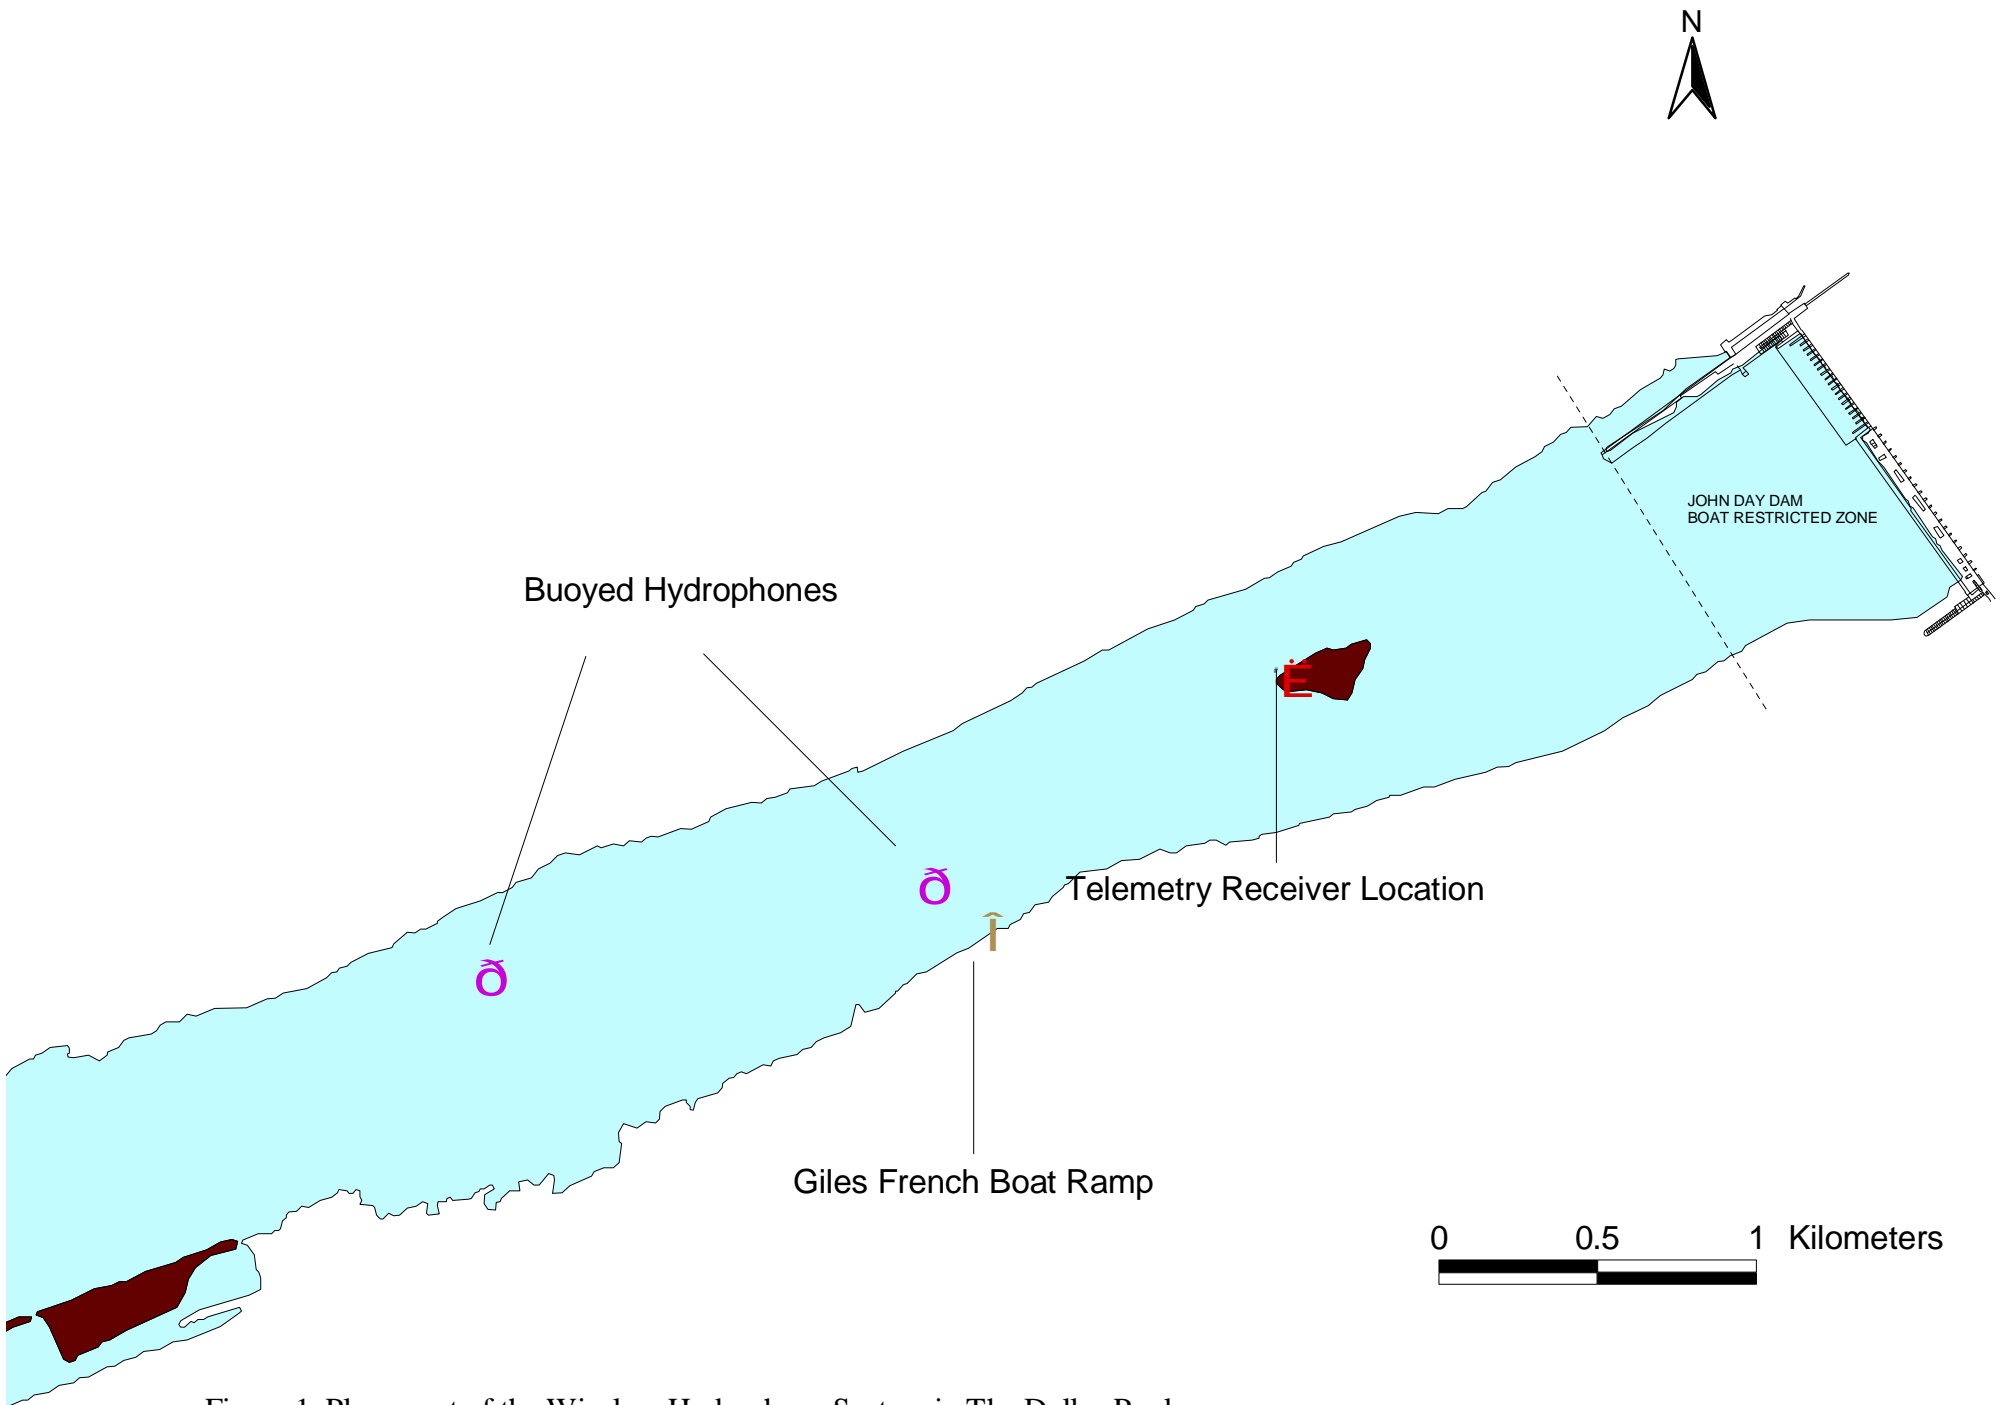 N
JOHN DAY DAM
BOAT RESTRICTED ZONE
Buoyed Hydrophones
Ë
ð
Telemetry Receiver Location
Î
ð
Giles French Boat Ramp
0 0.5 1 Kilometers